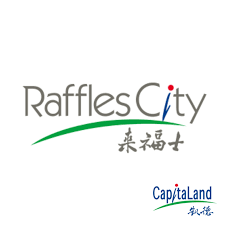 Raffles City
来福士
CapitaLand
凯德